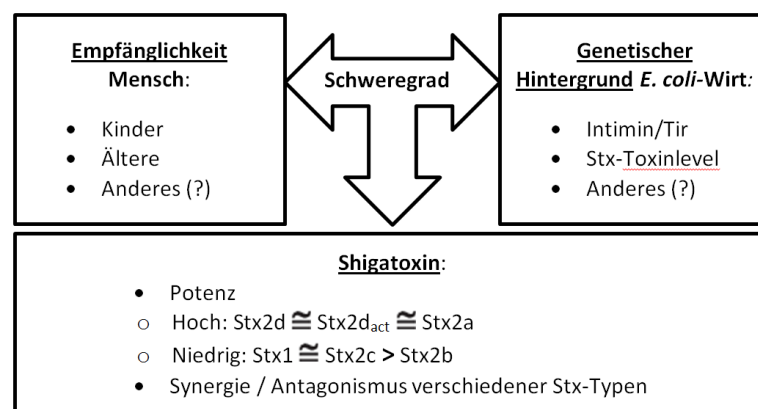 Empfänglichkeit
Mensch:
• Kinder
• Ältere
• Anderes (?)
Schweregrad
Genetischer
Hintergrund E. coli-Wirt:
• Intimin/Tir
• Stx-Toxinlevel
• Anderes (?)
Shigatoxin:
• Potenz
o Hoch: Stx2d ≅ Stx2dact ≅ Stx2a
o Niedrig: Stx1 ≅ Stx2c > Stx2b
• Synergie / Antagonismus verschiedener Stx-Typen